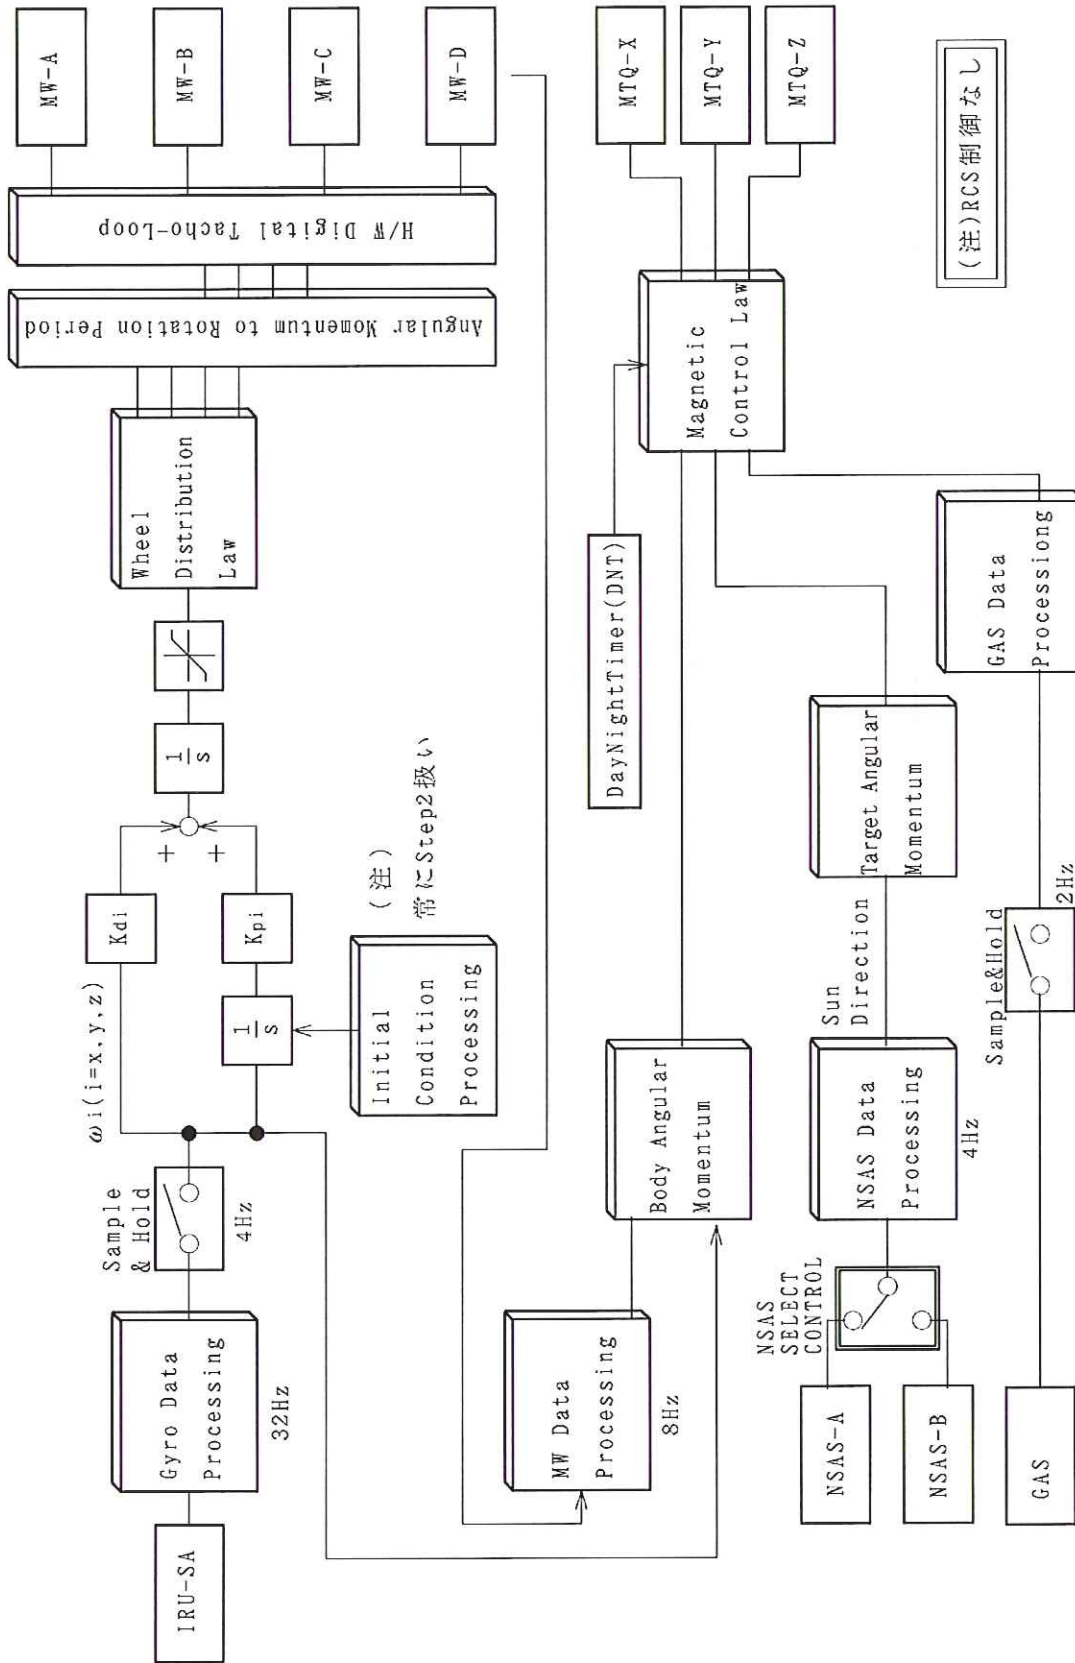 IRU-SA
Gyro Data
Processing
32Hz
Sample
& Hold
4Hz
ωi(i=x,y,z)
Kdi
Kpi
1
s
+
+
1
s
Initial
Condition
Processing
(注)
常にStep2扱い
Wheel
Distribution
Law
Angular Momentum to Rotation Period
H/W Digital Tacho-Loop
MW-A
MW-B
MW-C
MW-D
MW Data
Processing
8Hz
Body Angular
Momentum
DayNightTimer(DNT)
Magnetic
Control Law
MTQ-X
MTQ-Y
MTQ-Z
NSAS-A
NSAS-B
NSAS
SELECT
CONTROL
NSAS Data
Processing
4Hz
Sun
Direction
Target Angular
Momentum
GAS
Sample&Hold
2Hz
GAS Data
Processiong
(注)RCS制御なし